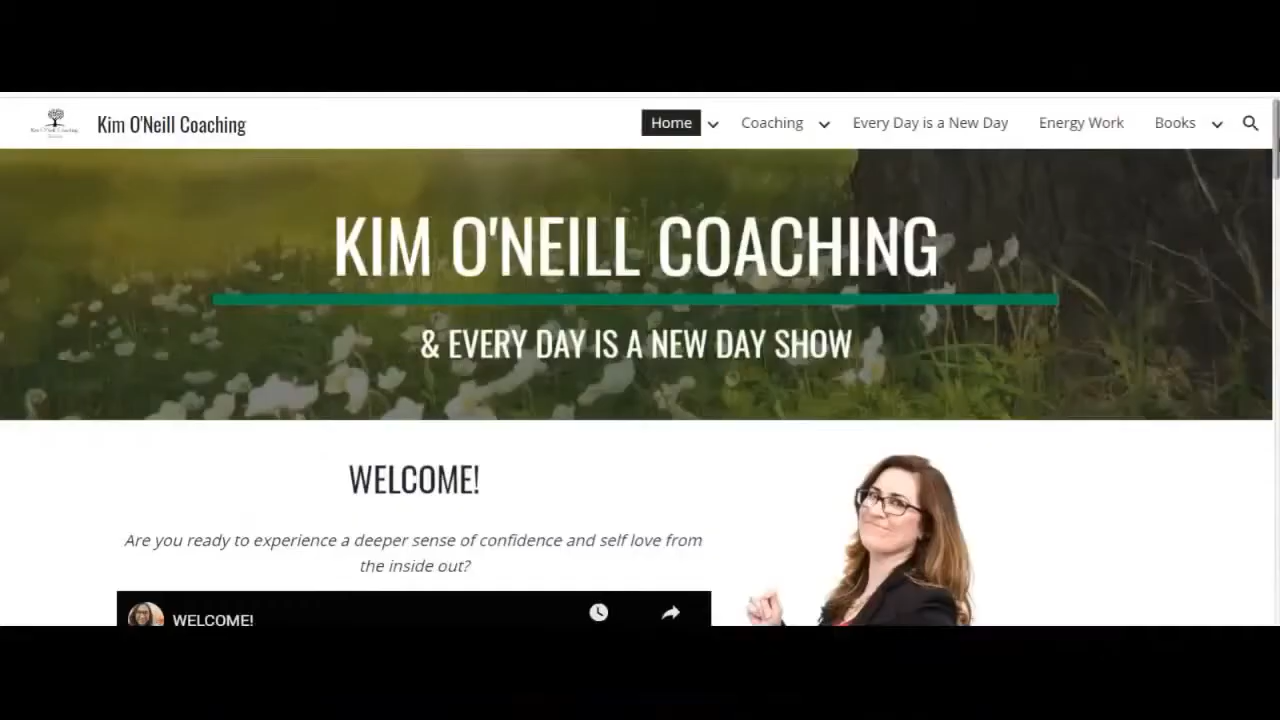 Kim O'Neill Coaching
Home
Coaching
Every Day is a New Day
Energy Work
Books
KIM O'NEILL COACHING
& EVERY DAY IS A NEW DAY SHOW
WELCOME!
Are you ready to experience a deeper sense of confidence and self love from
the inside out?
WELCOME!